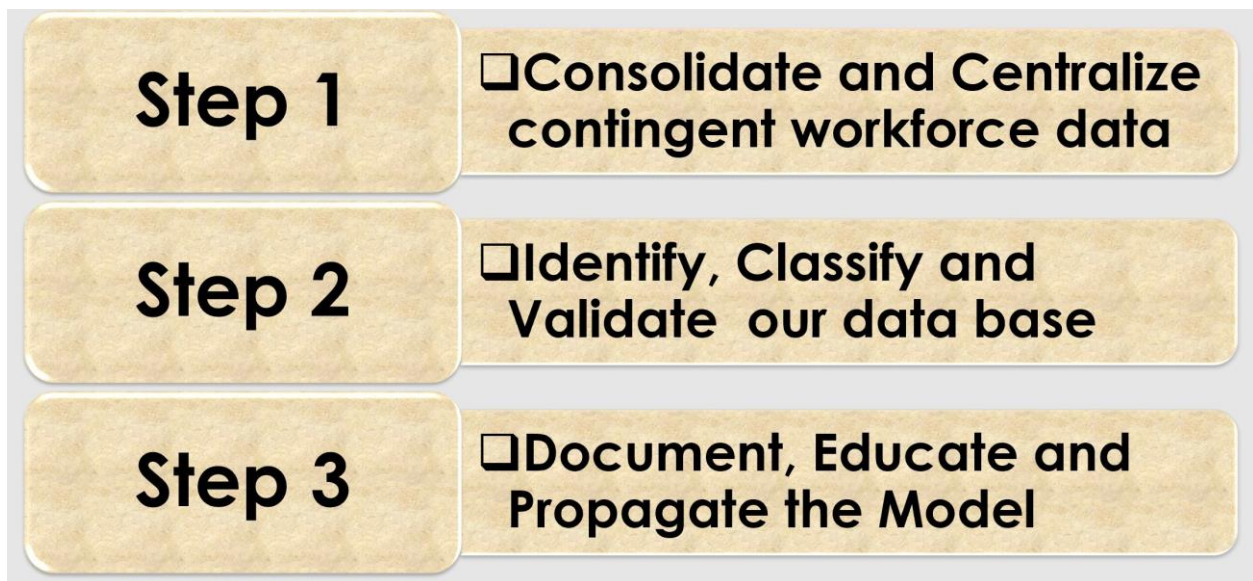 Step 1
❑Consolidate and Centralize
contingent workforce data
Step 2
❑Identify, Classify and
Validate  our data base
Step 3
❑Document, Educate and
Propagate the Model